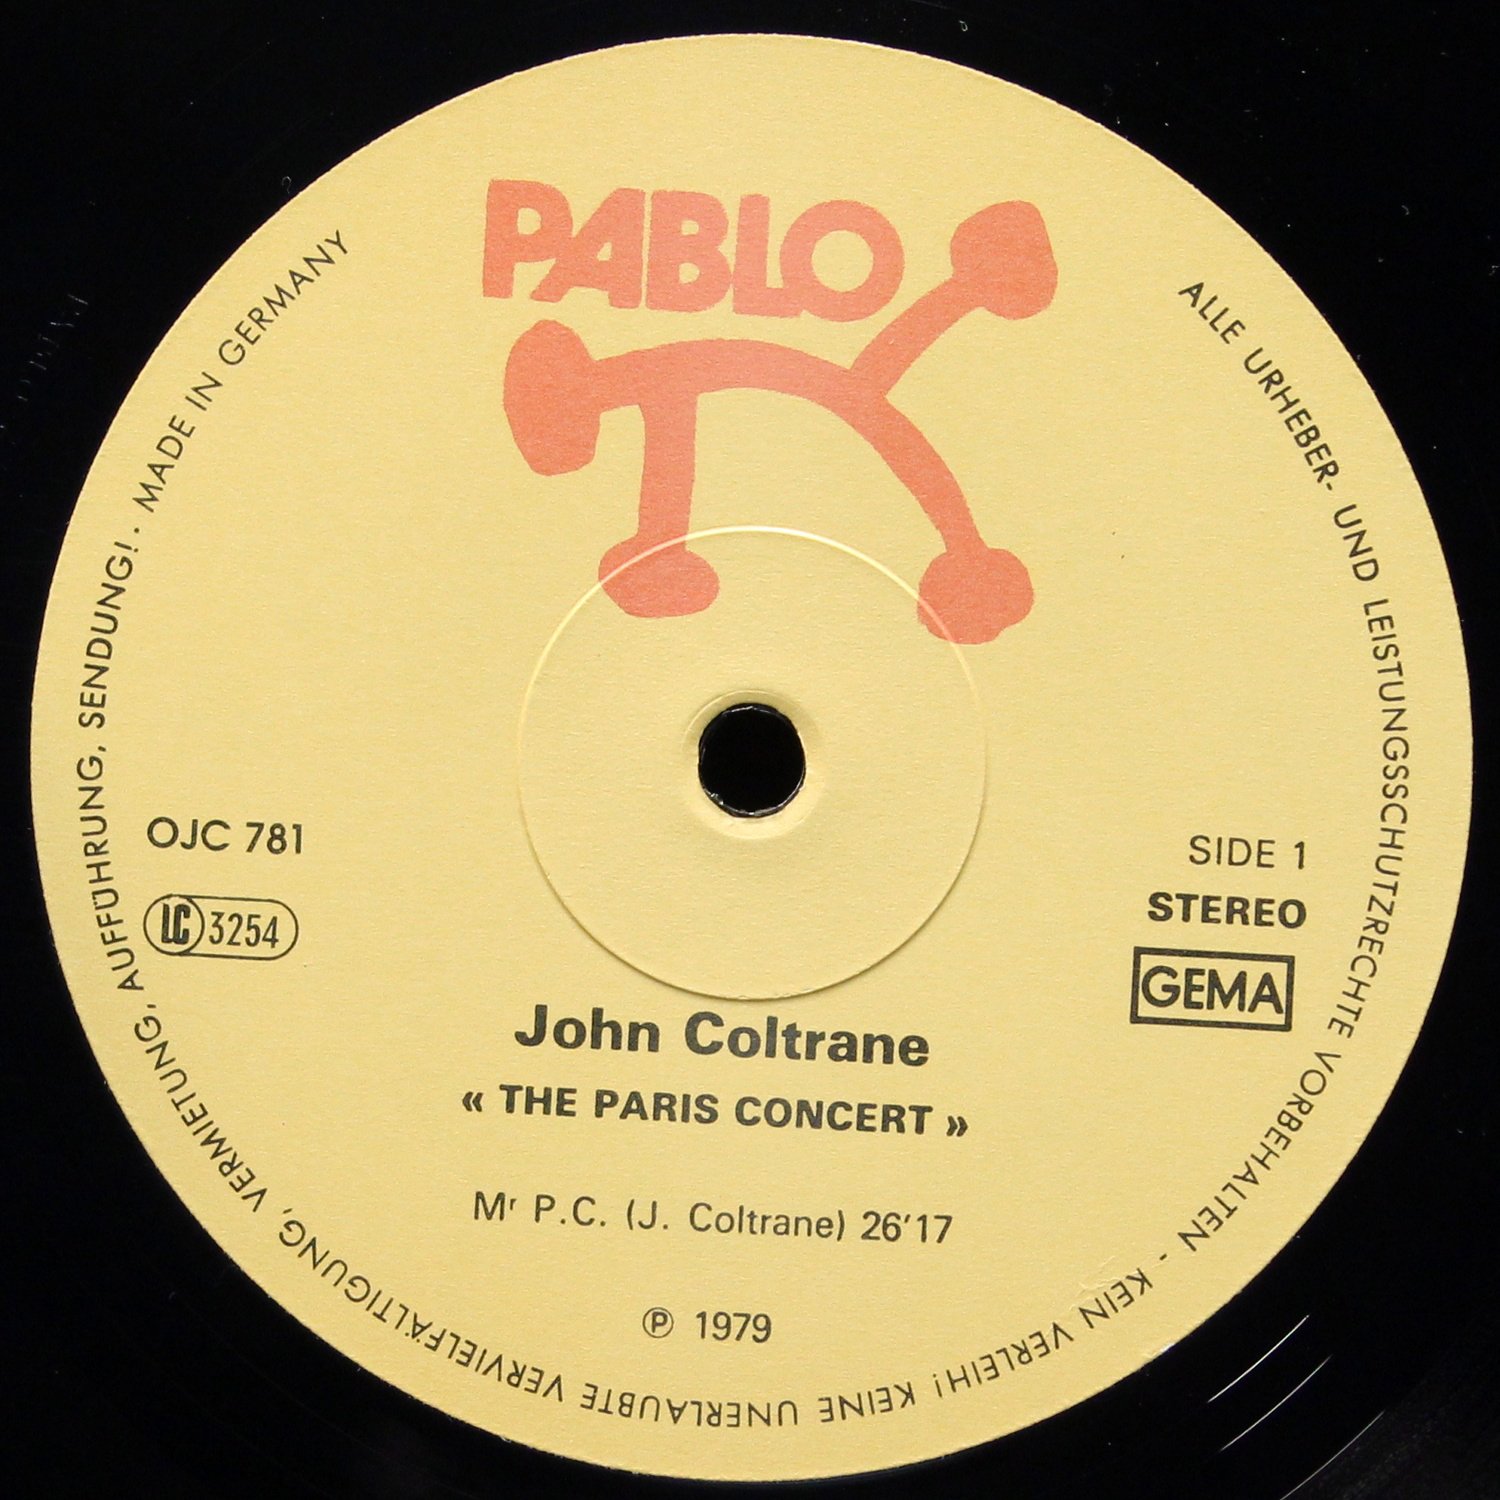 PABLO
ALLE URHEBER- UND LEISTUNGSSCHUTZRECHTE VORBEHALTEN - KEIN VERLEIH! KEINE UNERLAUBTE VERVIELFÄLTIGUNG, VERMIETUNG, AUFFÜHRUNG, SENDUNG! · MADE IN GERMANY
OJC 781
LC 3254
SIDE 1
STEREO
GEMA
John Coltrane
« THE PARIS CONCERT »
Mr P.C. (J. Coltrane) 26'17
℗ 1979